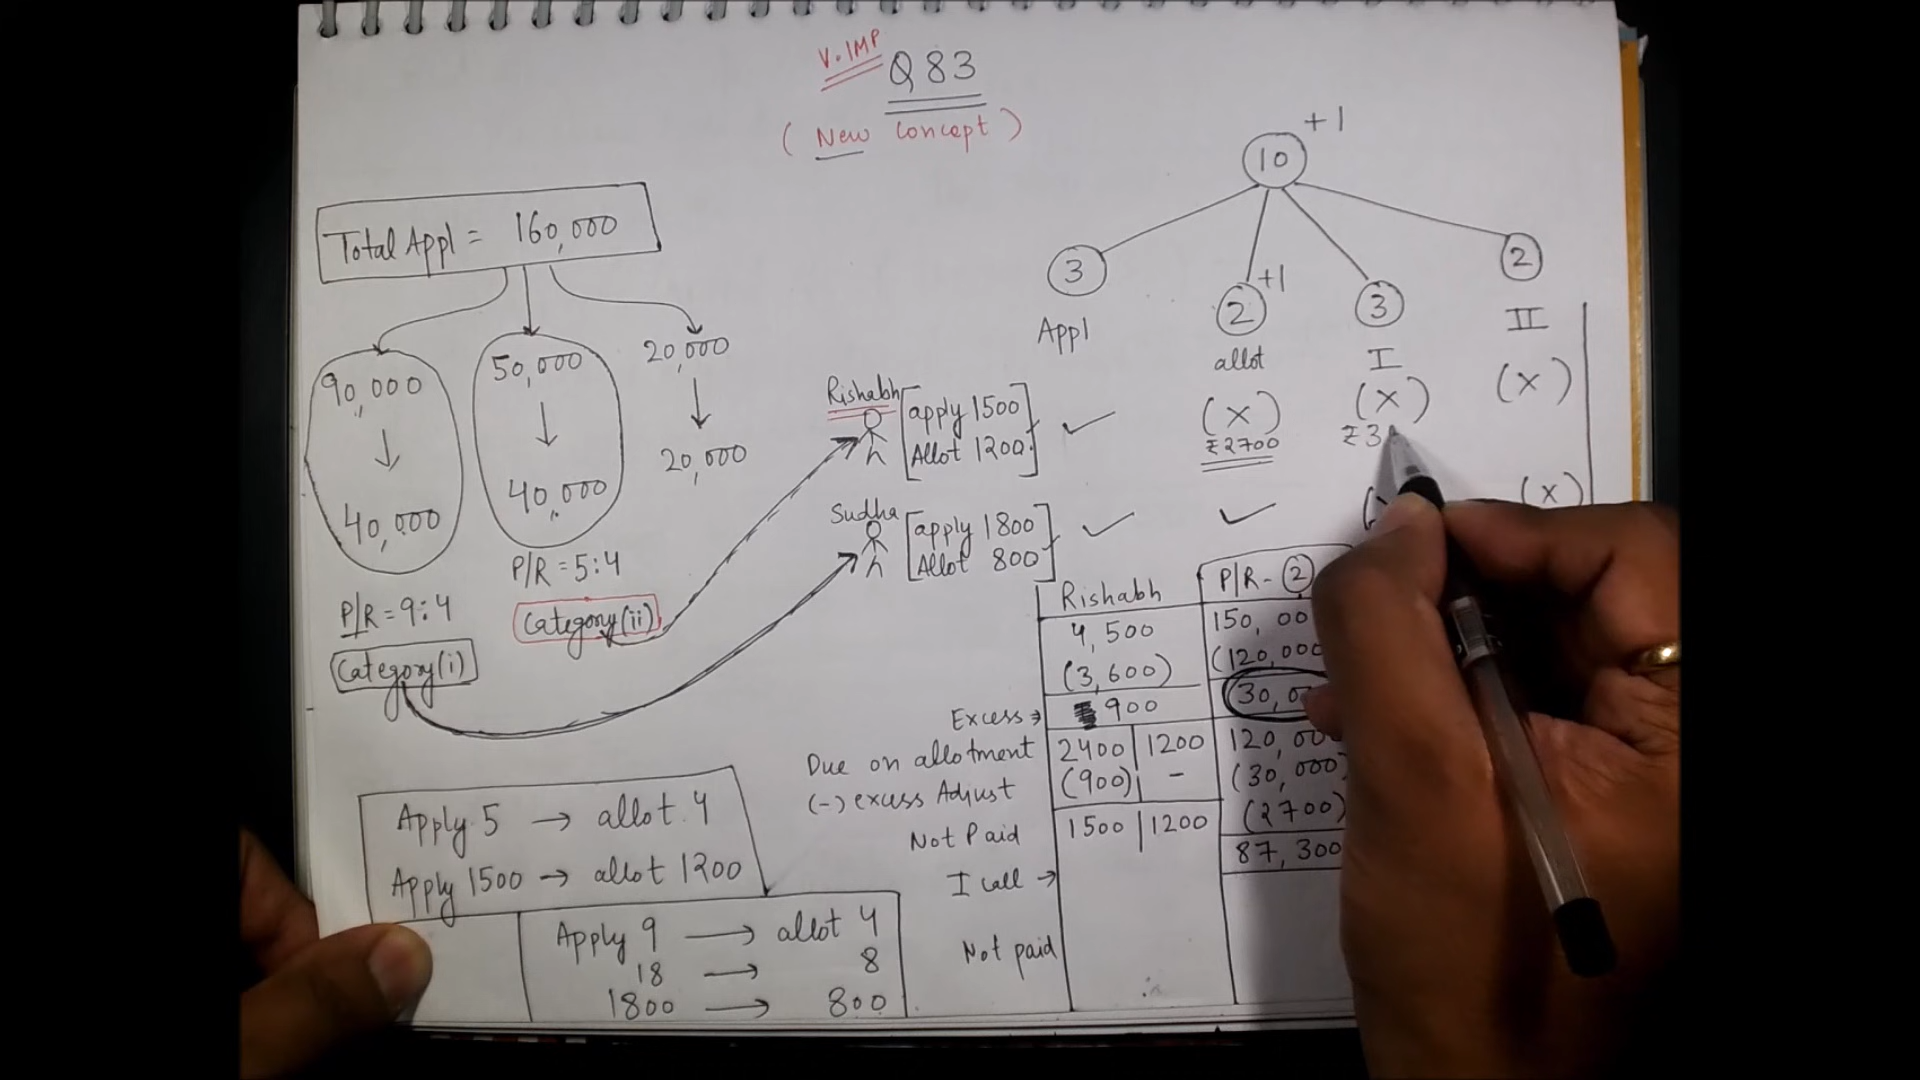 V.IMP
Q83
(New Concept)
Total Appl = 160,000
90,000
40,000
P/R = 9:4
Category(i)
50,000
40,000
P/R = 5:4
Category(ii)
20,000
20,000
10 +1
3
Appl
2 +1
allot
3
I
2
II
Rishabh
apply 1500
Allot 1200
(x)
₹2700
(x)
₹3
(x)
Sudha
apply 1800
Allot 800
(x)
Rishabh
P/R - 2
4,500
150,00
(3,600)
(120,000
Excess → 900
30,0
Due on allotment 2400 | 1200
120,00
(-) excess Adjust (900) | -
(30,000
(2700)
Not Paid 1500 | 1200
87,300
I call →
Not paid
Apply 5 → allot 4
Apply 1500 → allot 1200
Apply 9 → allot 4
18 → 8
1800 → 800